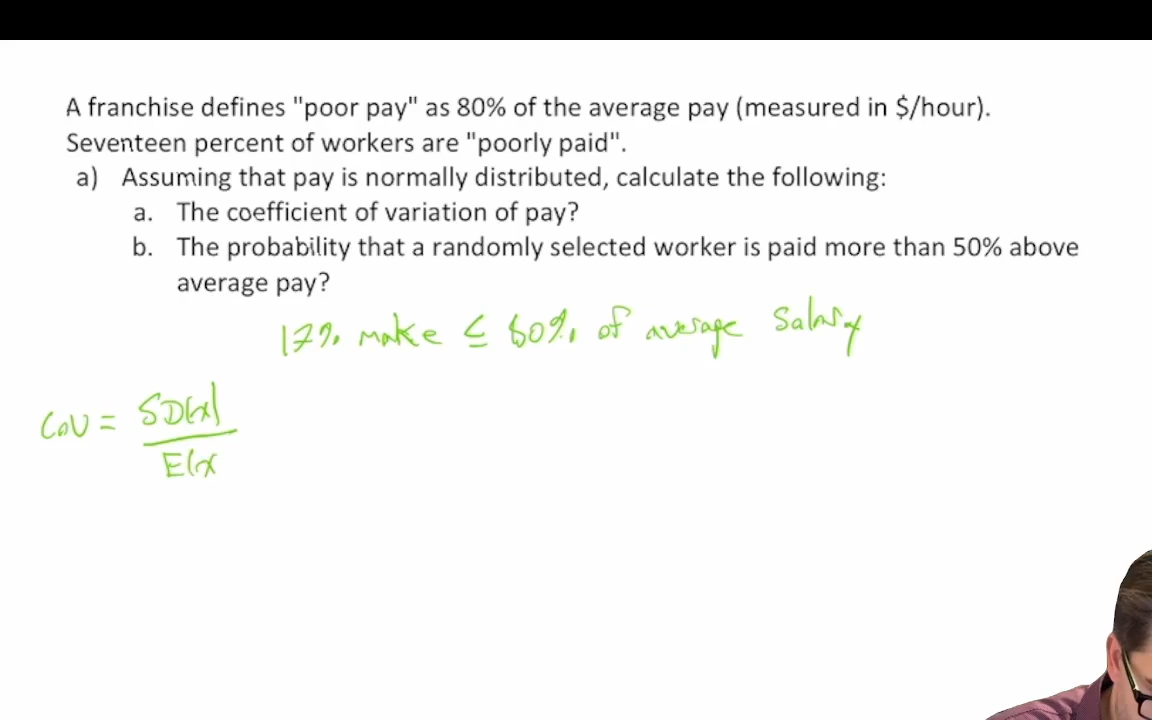 A franchise defines "poor pay" as 80% of the average pay (measured in $/hour).
Seventeen percent of workers are "poorly paid".
a) Assuming that pay is normally distributed, calculate the following:
a. The coefficient of variation of pay?
b. The probability that a randomly selected worker is paid more than 50% above
average pay?
17% make ≤ 80% of average salary
CoV = SD(x)
E(x